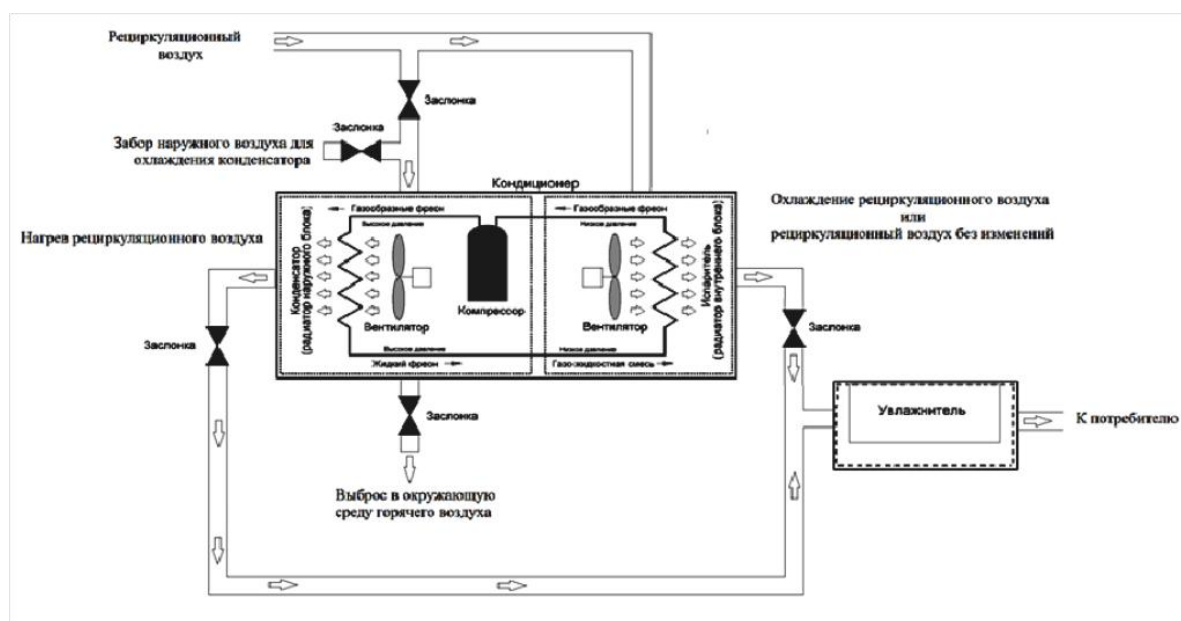 Рециркуляционный
воздух
Заслонка
Заслонка
Забор наружного воздуха для
охлаждения конденсатора
Кондиционер
Охлаждение рециркуляционного воздуха
или
рециркуляционный воздух без изменений
Нагрев рециркуляционного воздуха
Газообразные фреон
Высокое давление
Газообразные фреон
Низкое давление
Конденсатор
(радиатор наружного блока)
Вентилятор
Компрессор
Вентилятор
Испаритель
(радиатор внутреннего блока)
Высокое давление
Жидкий фреон
Низкое давление
Газо-жидкостная смесь
Заслонка
Заслонка
Заслонка
Увлажнитель
К потребителю
Выброс в окружающую
среду горячего воздуха